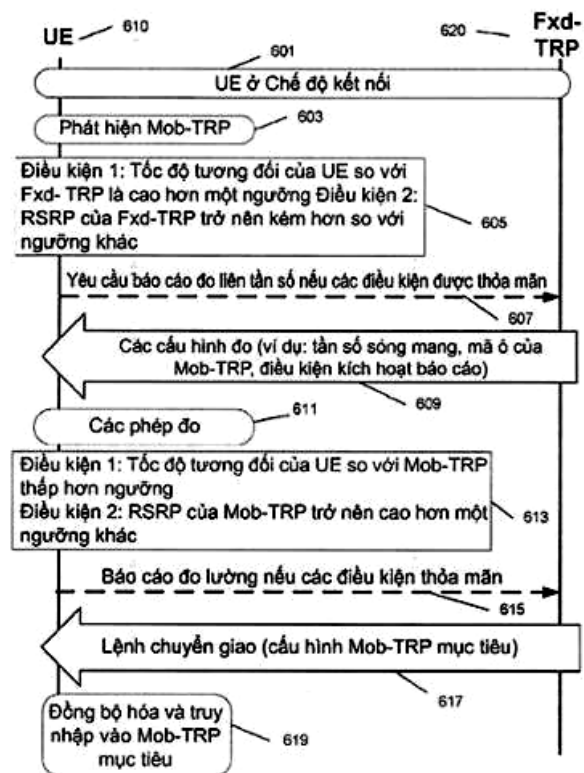 UE
610
620
Fxd-
TRP
601
UE ở Chế độ kết nối
Phát hiện Mob-TRP
603
Điều kiện 1: Tốc độ tương đối của UE so với
Fxd- TRP là cao hơn một ngưỡng Điều kiện 2:
RSRP của Fxd-TRP trở nên kém hơn so với
ngưỡng khác
605
Yêu cầu báo cáo đo liên tần số nếu các điều kiện được thỏa mãn
607
Các cấu hình đo (ví dụ: tần số sóng mang, mã ô của
Mob-TRP, điều kiện kích hoạt báo cáo)
609
611
Các phép đo
Điều kiện 1: Tốc độ tương đối của UE so với Mob-TRP
thấp hơn ngưỡng
Điều kiện 2: RSRP của Mob-TRP trở nên cao hơn một
ngưỡng khác
613
Báo cáo đo lường nếu các điều kiện thỏa mãn
615
Lệnh chuyển giao (cấu hình Mob-TRP mục tiêu)
617
Đồng bộ hóa và truy
nhập vào Mob-TRP
mục tiêu
619